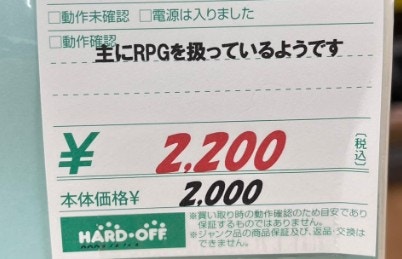 □動作未確認 □電源は入りました
□動作確認
主にRPGを扱っているようです
¥ 2,200 〔税込〕
本体価格¥ 2,000
HARD・OFF
※買い取り時の動作確認のため目安であり
保証するものではありません。
※ジャンク品の商品保証及び、返品・交換は
できません。